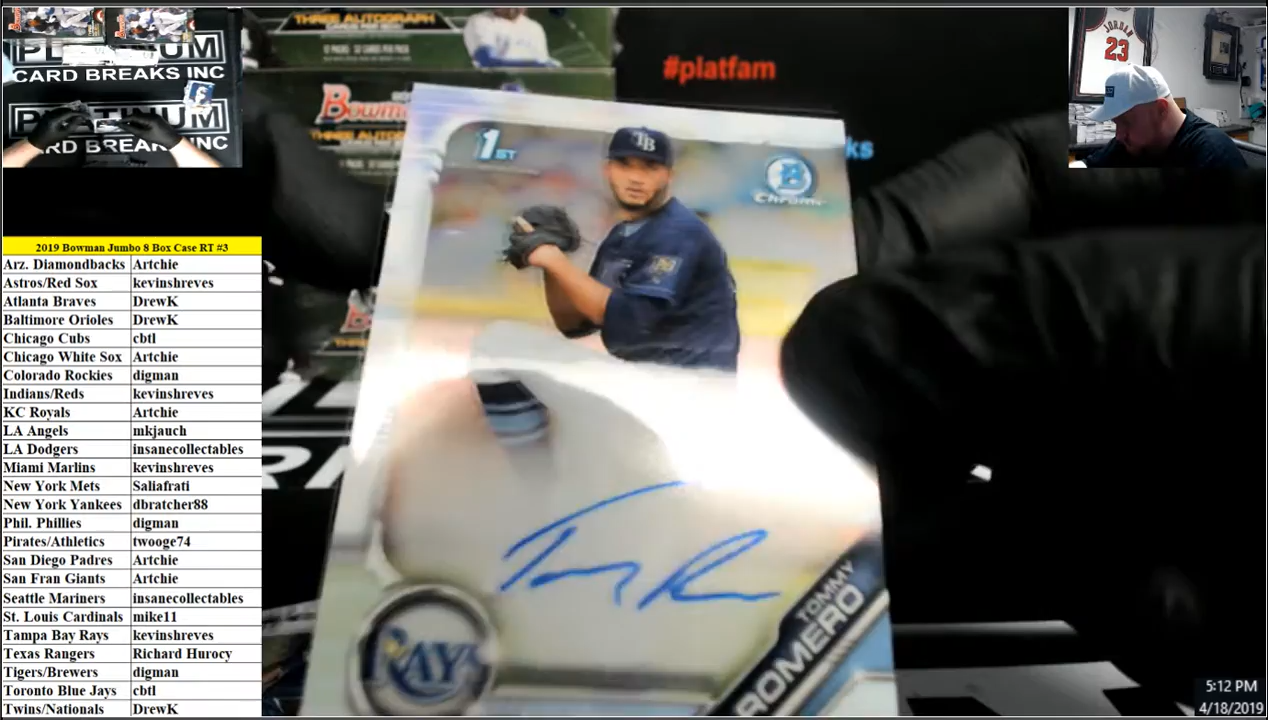 PLATINUM
CARD BREAKS INC
PLATINUM
CARD BREAKS INC
THREE AUTOGRAPH
#platfam
JORDAN
23
ks
1ST
TB
B
Chrome
2019 Bowman Jumbo 8 Box Case RT #3
Arz. Diamondbacks Artchie
Astros/Red Sox kevinshreves
Atlanta Braves DrewK
Baltimore Orioles DrewK
Chicago Cubs cbtl
Chicago White Sox Artchie
Colorado Rockies digman
Indians/Reds kevinshreves
KC Royals Artchie
LA Angels mkjauch
LA Dodgers insanecollectables
Miami Marlins kevinshreves
New York Mets Saliafrati
New York Yankees dbratcher88
Phil. Phillies digman
Pirates/Athletics twooge74
San Diego Padres Artchie
San Fran Giants Artchie
Seattle Mariners insanecollectables
St. Louis Cardinals mike11
Tampa Bay Rays kevinshreves
Texas Rangers Richard Hurocy
Tigers/Brewers digman
Toronto Blue Jays cbtl
Twins/Nationals DrewK
RAYS
TOMMY
ROMERO
5:12 PM
4/18/2019